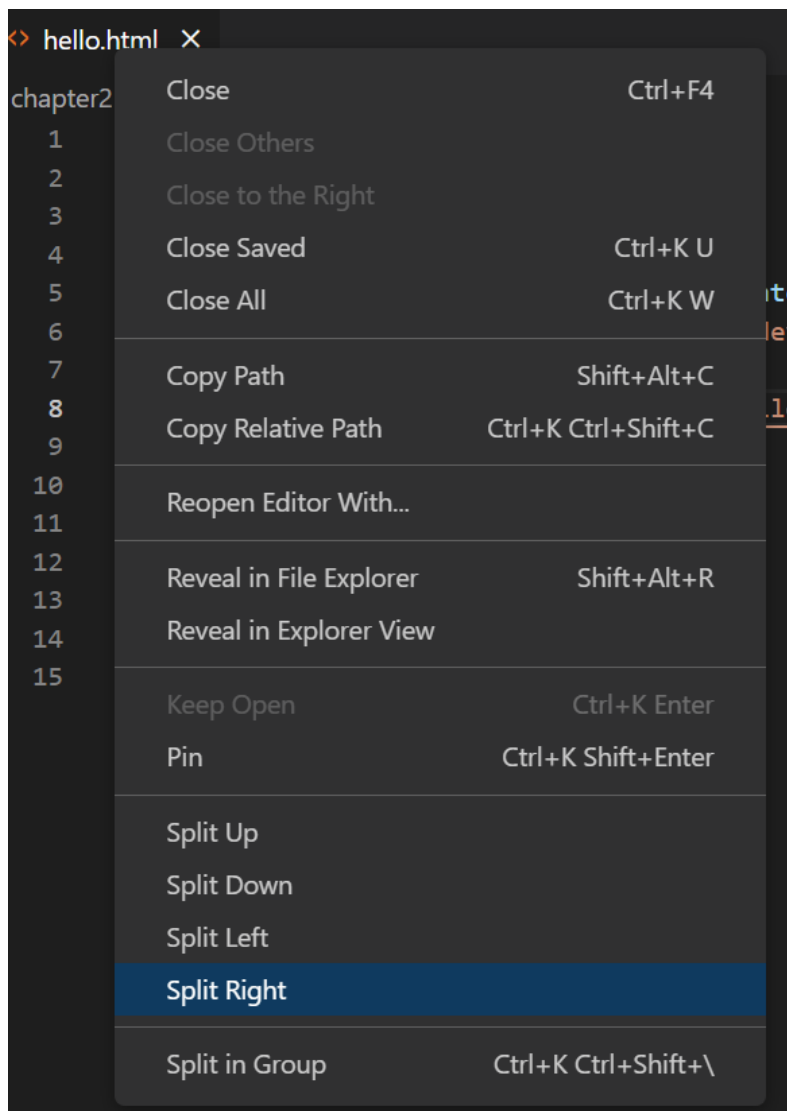 <> hello.html ×
chapter2
Close Ctrl+F4
1
Close Others
2
Close to the Right
3
Close Saved Ctrl+K U
4
5
Close All Ctrl+K W
6
7
Copy Path Shift+Alt+C
8
Copy Relative Path Ctrl+K Ctrl+Shift+C
9
10
Reopen Editor With...
11
12
Reveal in File Explorer Shift+Alt+R
13
Reveal in Explorer View
14
15
Keep Open Ctrl+K Enter
Pin Ctrl+K Shift+Enter
Split Up
Split Down
Split Left
Split Right
Split in Group Ctrl+K Ctrl+Shift+\